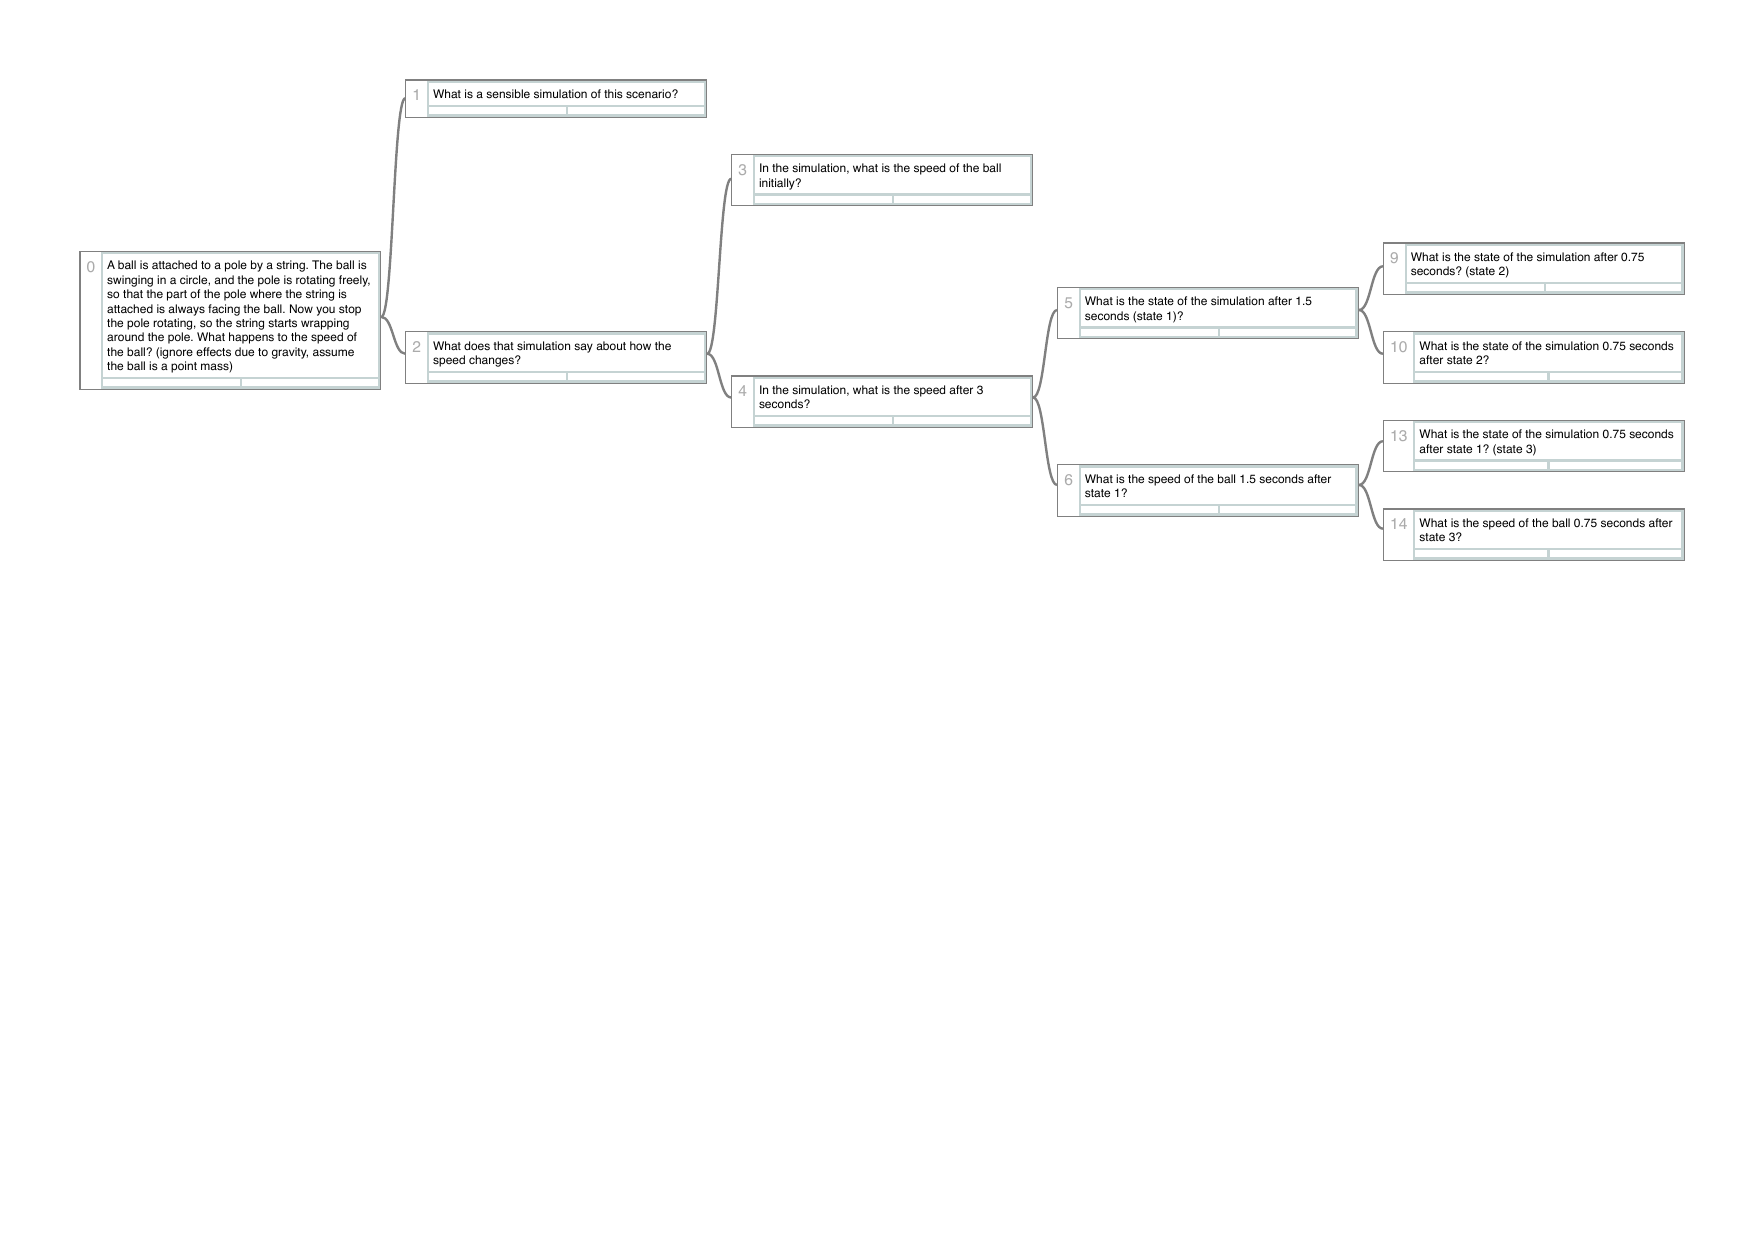 0
A ball is attached to a pole by a string. The ball is
swinging in a circle, and the pole is rotating freely,
so that the part of the pole where the string is
attached is always facing the ball. Now you stop
the pole rotating, so the string starts wrapping
around the pole. What happens to the speed of
the ball? (ignore effects due to gravity, assume
the ball is a point mass)
1
What is a sensible simulation of this scenario?
2
What does that simulation say about how the
speed changes?
3
In the simulation, what is the speed of the ball
initially?
4
In the simulation, what is the speed after 3
seconds?
5
What is the state of the simulation after 1.5
seconds (state 1)?
6
What is the speed of the ball 1.5 seconds after
state 1?
9
What is the state of the simulation after 0.75
seconds? (state 2)
10
What is the state of the simulation 0.75 seconds
after state 2?
13
What is the state of the simulation 0.75 seconds
after state 1? (state 3)
14
What is the speed of the ball 0.75 seconds after
state 3?